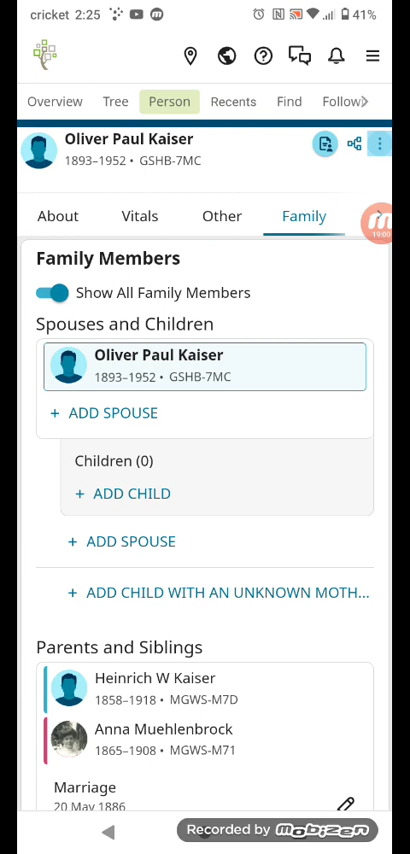 cricket 2:25 41%
Overview Tree Person Recents Find Follow
Oliver Paul Kaiser
1893–1952 • GSHB-7MC
About Vitals Other Family
19:00
Family Members
Show All Family Members
Spouses and Children
Oliver Paul Kaiser
1893–1952 • GSHB-7MC
+ ADD SPOUSE
Children (0)
+ ADD CHILD
+ ADD SPOUSE
+ ADD CHILD WITH AN UNKNOWN MOTH...
Parents and Siblings
Heinrich W Kaiser
1858–1918 • MGWS-M7D
Anna Muehlenbrock
1865–1908 • MGWS-M71
Marriage
20 May 1886
Recorded by mobizen